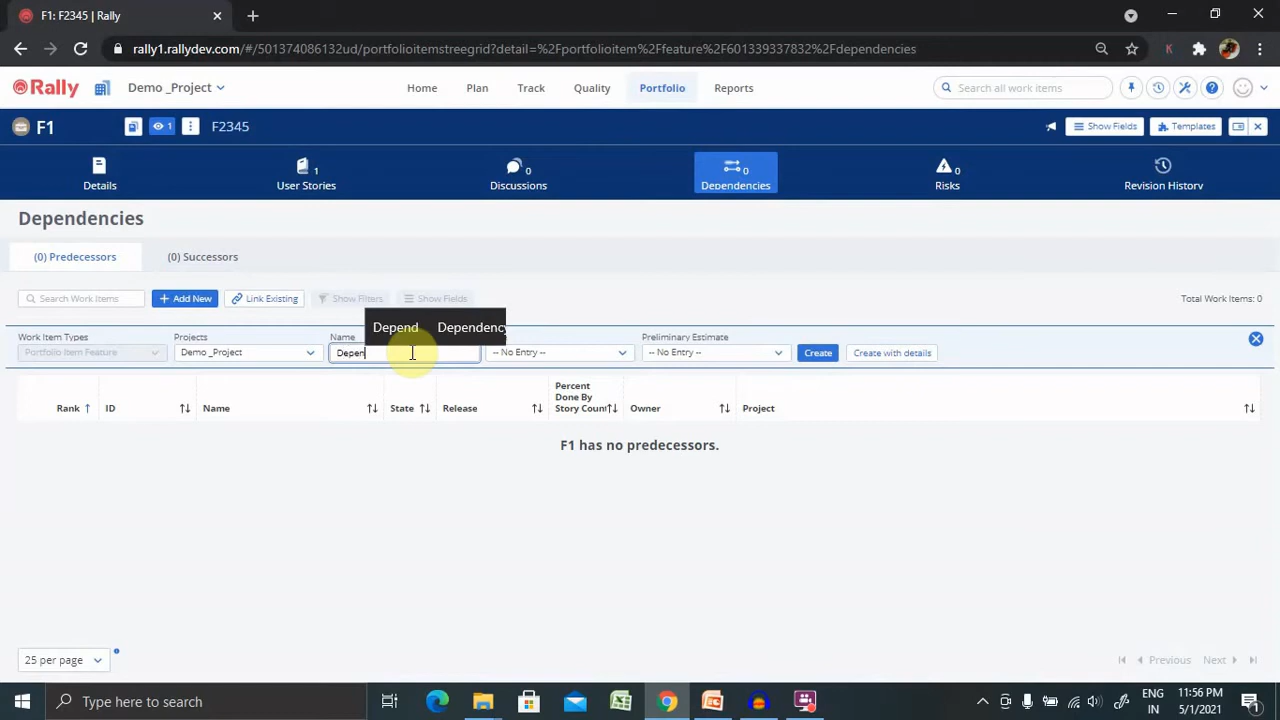 F1: F2345 | Rally
rally1.rallydev.com/#/501374086132ud/portfolioitemstreegrid?detail=%2Fportfolioitem%2Ffeature%2F601339337832%2Fdependencies
K
Rally
Demo _Project
Home
Plan
Track
Quality
Portfolio
Reports
Search all work items
F1
1
F2345
Show Fields
Templates
Details
1
User Stories
0
Discussions
0
Dependencies
0
Risks
Revision History
Dependencies
(0) Predecessors
(0) Successors
Search Work Items
Add New
Link Existing
Show Filters
Show Fields
Total Work Items: 0
Depend Dependency
Work Item Types
Projects
Name
Preliminary Estimate
Portfolio Item Feature
Demo _Project
Depen
-- No Entry --
-- No Entry --
Create
Create with details
Rank
ID
Name
State
Release
Percent
Done By
Story Count
Owner
Project
F1 has no predecessors.
25 per page
Previous
Next
Type here to search
ENG
IN
11:56 PM
5/1/2021
1